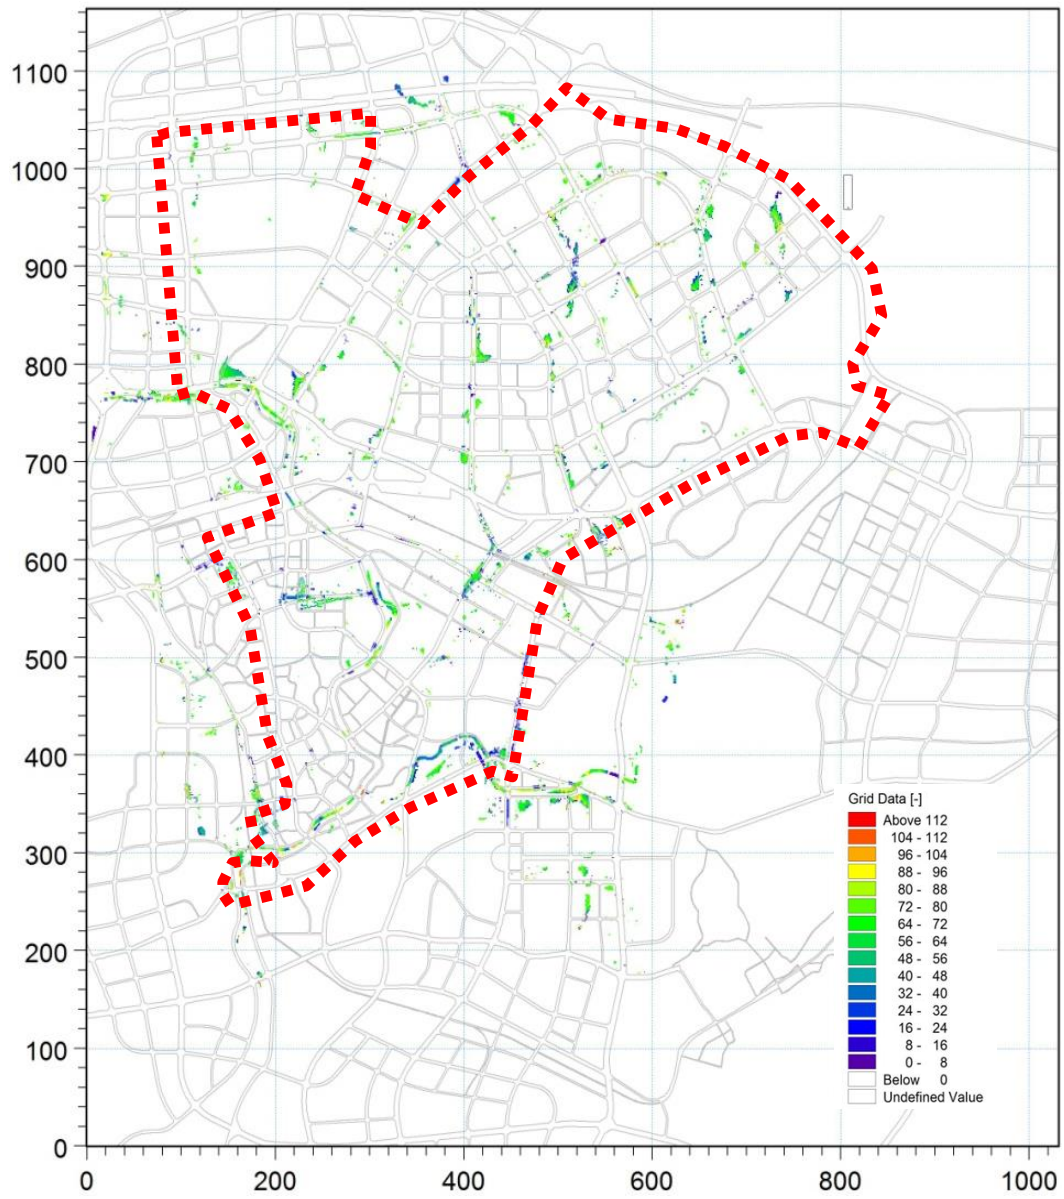 1100
1000
900
800
700
600
500
400
300
200
100
0
Grid Data [-]
Above 112
104 - 112
96 - 104
88 - 96
80 - 88
72 - 80
64 - 72
56 - 64
48 - 56
40 - 48
32 - 40
24 - 32
16 - 24
8 - 16
0 - 8
Below 0
Undefined Value
0 200 400 600 800 1000